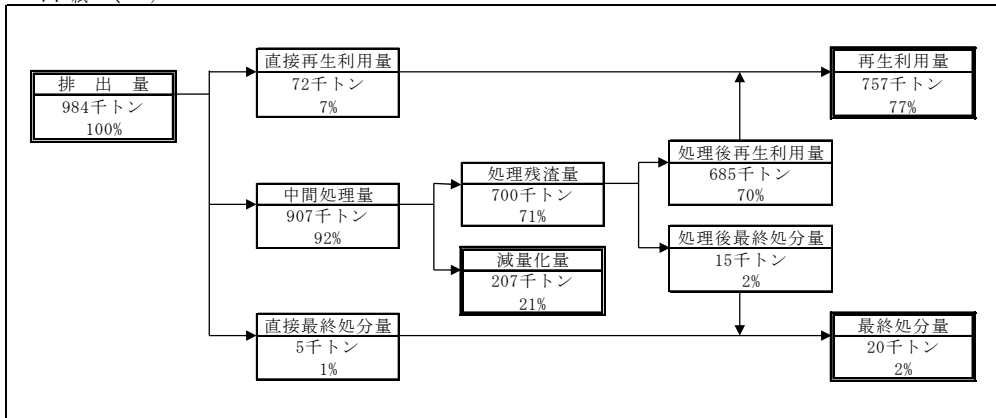 排 出 量
984千トン
100%
直接再生利用量
72千トン
7%
再生利用量
757千トン
77%
中間処理量
907千トン
92%
処理残渣量
700千トン
71%
処理後再生利用量
685千トン
70%
減量化量
207千トン
21%
処理後最終処分量
15千トン
2%
直接最終処分量
5千トン
1%
最終処分量
20千トン
2%